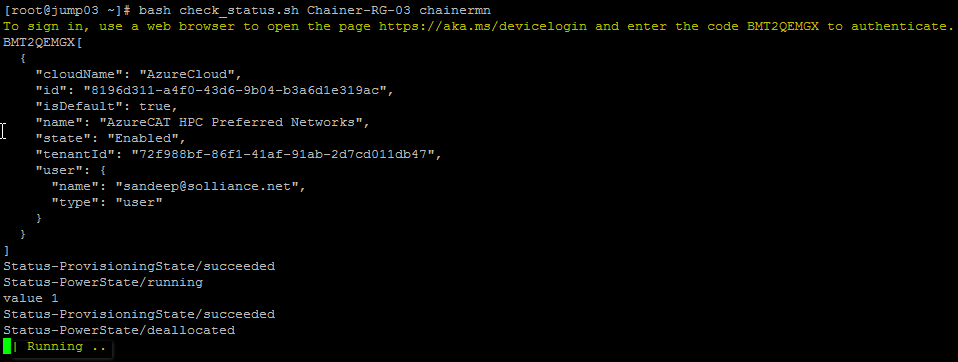 [root@jump03 ~]# bash check_status.sh Chainer-RG-03 chainermn
To sign in, use a web browser to open the page https://aka.ms/devicelogin and enter the code BMT2QEMGX to authenticate.
BMT2QEMGX[
  {
    "cloudName": "AzureCloud",
    "id": "8196d311-a4f0-43d6-9b04-b3a6d1e319ac",
    "isDefault": true,
    "name": "AzureCAT HPC Preferred Networks",
    "state": "Enabled",
    "tenantId": "72f988bf-86f1-41af-91ab-2d7cd011db47",
    "user": {
      "name": "sandeep@solliance.net",
      "type": "user"
    }
  }
]
Status-ProvisioningState/succeeded
Status-PowerState/running
value 1
Status-ProvisioningState/succeeded
Status-PowerState/deallocated
| Running ..